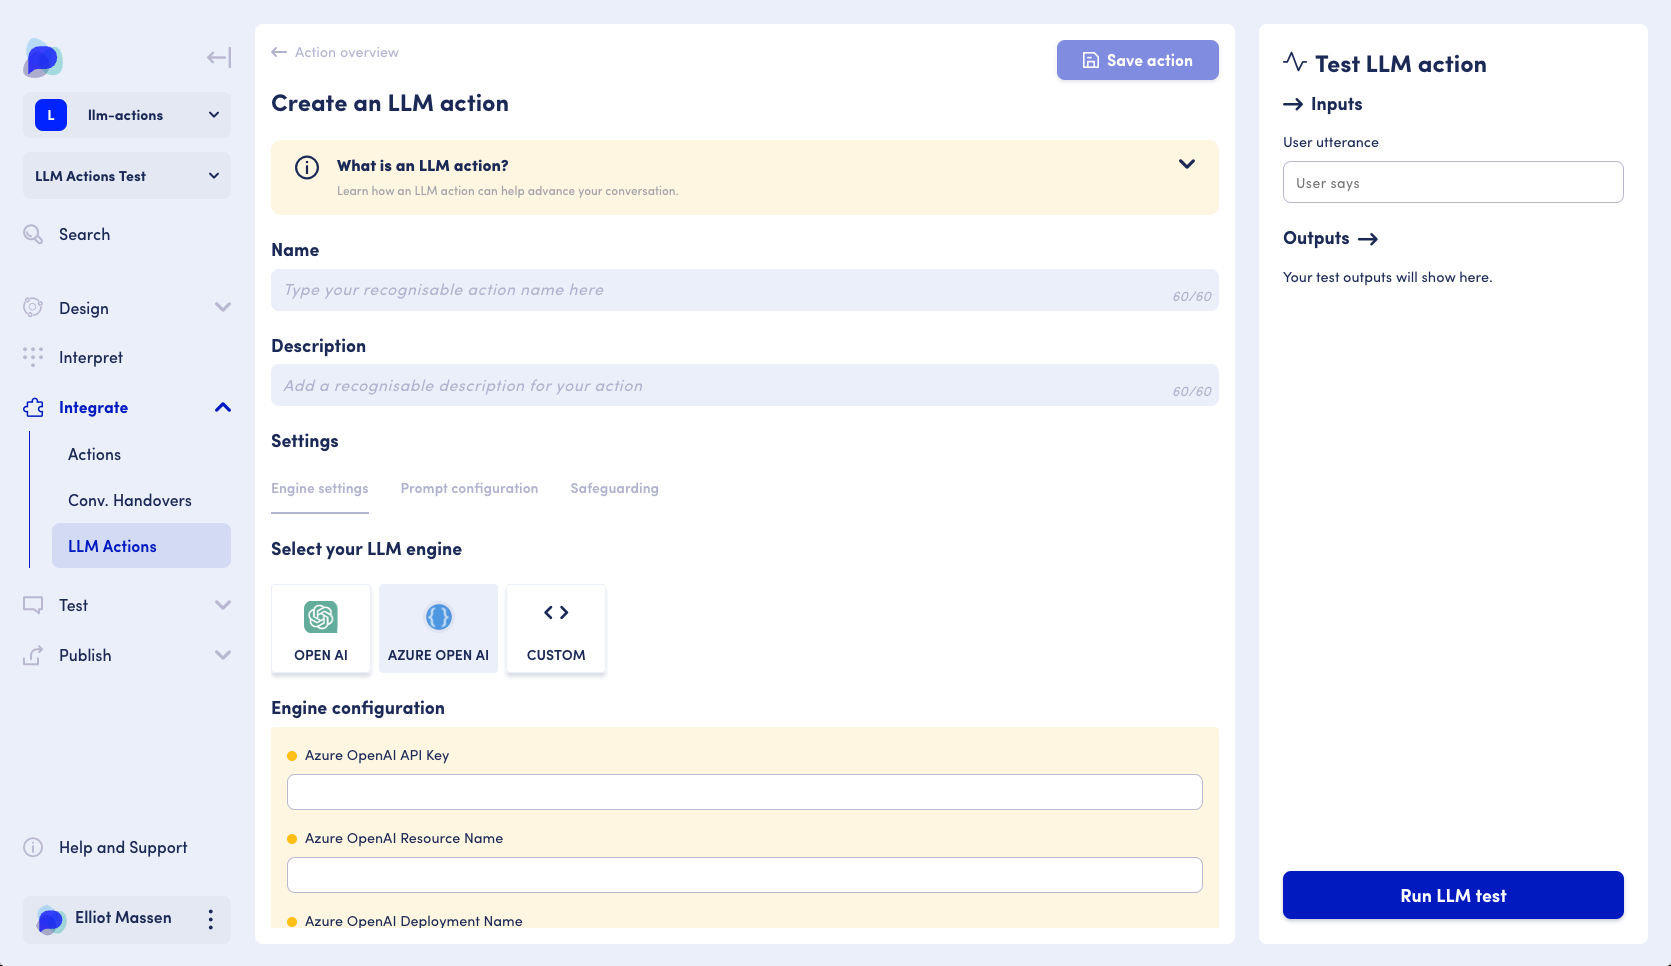 L
llm-actions
LLM Actions Test
Search
Design
Interpret
Integrate
Actions
Conv. Handovers
LLM Actions
Test
Publish
Help and Support
Elliot Massen
Action overview
Save action
Create an LLM action
What is an LLM action?
Learn how an LLM action can help advance your conversation.
Name
Type your recognisable action name here
60/60
Description
Add a recognisable description for your action
60/60
Settings
Engine settings Prompt configuration Safeguarding
Select your LLM engine
OPEN AI AZURE OPEN AI CUSTOM
Engine configuration
Azure OpenAI API Key
Azure OpenAI Resource Name
Azure OpenAI Deployment Name
Test LLM action
Inputs
User utterance
User says
Outputs
Your test outputs will show here.
Run LLM test